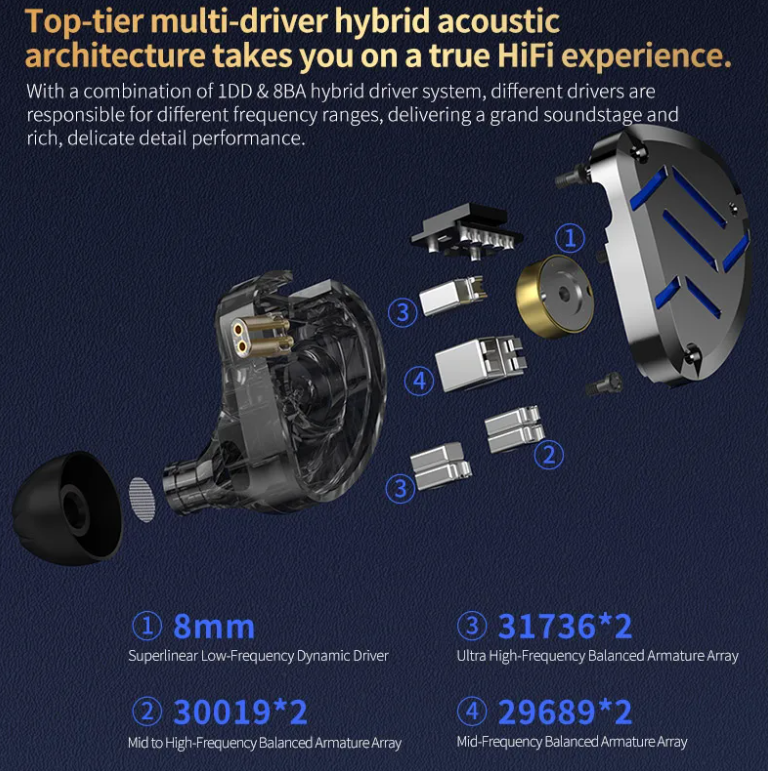 Top-tier multi-driver hybrid acoustic
architecture takes you on a true HiFi experience.
With a combination of 1DD & 8BA hybrid driver system, different drivers are
responsible for different frequency ranges, delivering a grand soundstage and
rich, delicate detail performance.
①
③
④
②
③
① 8mm
Superlinear Low-Frequency Dynamic Driver
③ 31736*2
Ultra High-Frequency Balanced Armature Array
② 30019*2
Mid to High-Frequency Balanced Armature Array
④ 29689*2
Mid-Frequency Balanced Armature Array